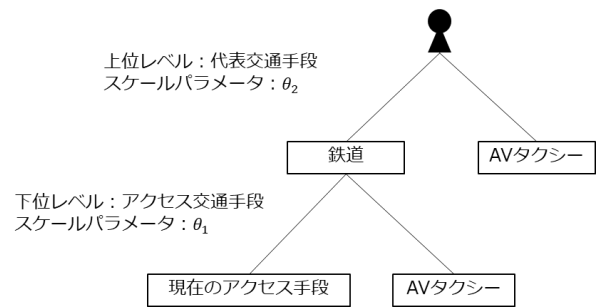 上位レベル：代表交通手段
スケールパラメータ：θ₂
鉄道
AVタクシー
下位レベル：アクセス交通手段
スケールパラメータ：θ₁
現在のアクセス手段
AVタクシー